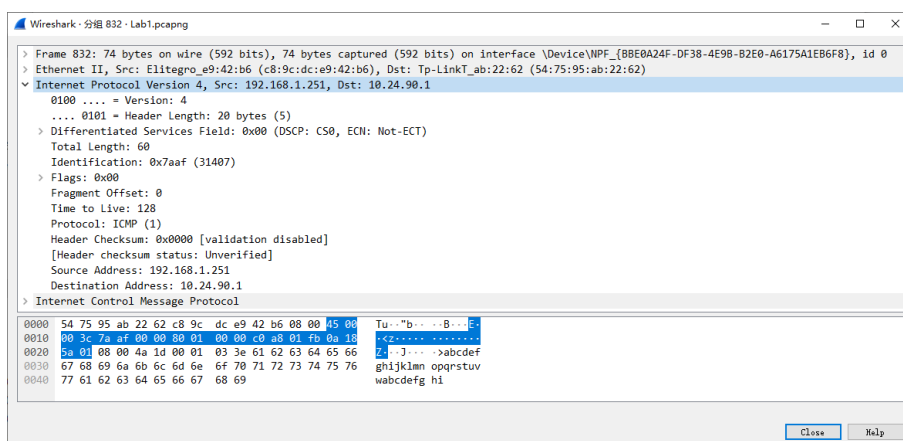 Wireshark · 分组 832 · Lab1.pcapng
> Frame 832: 74 bytes on wire (592 bits), 74 bytes captured (592 bits) on interface \Device\NPF_{BBE0A24F-DF38-4E9B-B2E0-A6175A1EB6F8}, id 0
> Ethernet II, Src: Elitegro_e9:42:b6 (c8:9c:dc:e9:42:b6), Dst: Tp-LinkT_ab:22:62 (54:75:95:ab:22:62)
Internet Protocol Version 4, Src: 192.168.1.251, Dst: 10.24.90.1
0100 .... = Version: 4
.... 0101 = Header Length: 20 bytes (5)
> Differentiated Services Field: 0x00 (DSCP: CS0, ECN: Not-ECT)
Total Length: 60
Identification: 0x7aaf (31407)
> Flags: 0x00
Fragment Offset: 0
Time to Live: 128
Protocol: ICMP (1)
Header Checksum: 0x0000 [validation disabled]
[Header checksum status: Unverified]
Source Address: 192.168.1.251
Destination Address: 10.24.90.1
> Internet Control Message Protocol
0000 54 75 95 ab 22 62 c8 9c dc e9 42 b6 08 00 45 00 Tu··"b·· ··B···E·
0010 00 3c 7a af 00 00 80 01 00 00 c0 a8 01 fb 0a 18 ·<z····· ········
0020 5a 01 08 00 4a 1d 00 01 03 3e 61 62 63 64 65 66 Z···J··· ·>abcdef
0030 67 68 69 6a 6b 6c 6d 6e 6f 70 71 72 73 74 75 76 ghijklmn opqrstuv
0040 77 61 62 63 64 65 66 67 68 69 wabcdefg hi
Close Help